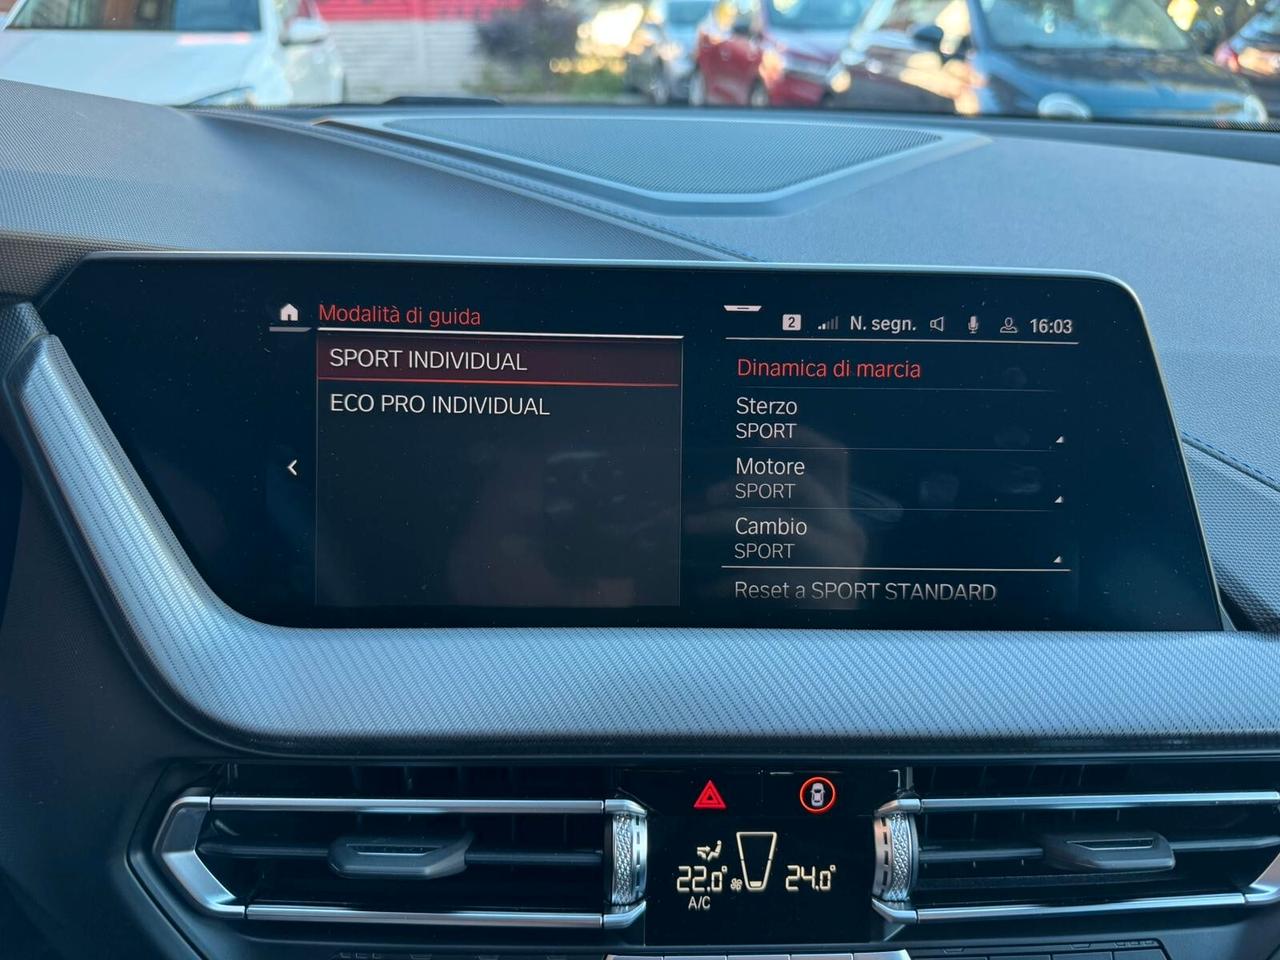 Modalità di guida
SPORT INDIVIDUAL
ECO PRO INDIVIDUAL
2 N. segn. 16:03
Dinamica di marcia
Sterzo
SPORT
Motore
SPORT
Cambio
SPORT
Reset a SPORT STANDARD
22.0° 24.0°
A/C